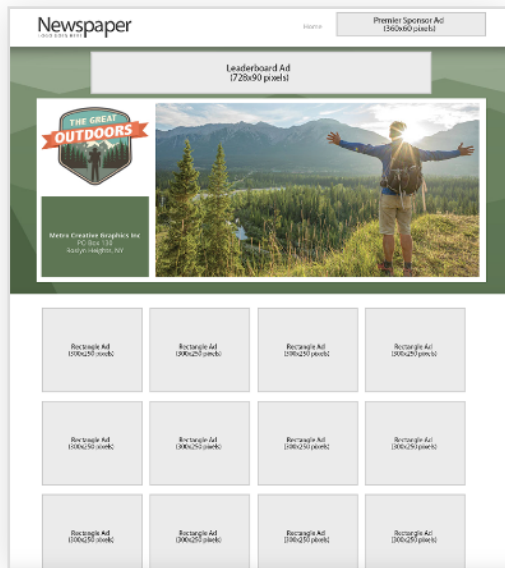 Newspaper
LOGO GOES HERE
Home
Premier Sponsor Ad
(360x60 pixels)
Leaderboard Ad
(728x90 pixels)
THE GREAT
OUTDOORS
Metro Creative Graphics Inc
PO Box 138
Roslyn Heights, NY
Rectangle Ad
(300x250 pixels)
Rectangle Ad
(300x250 pixels)
Rectangle Ad
(300x250 pixels)
Rectangle Ad
(300x250 pixels)
Rectangle Ad
(300x250 pixels)
Rectangle Ad
(300x250 pixels)
Rectangle Ad
(300x250 pixels)
Rectangle Ad
(300x250 pixels)
Rectangle Ad
(300x250 pixels)
Rectangle Ad
(300x250 pixels)
Rectangle Ad
(300x250 pixels)
Rectangle Ad
(300x250 pixels)